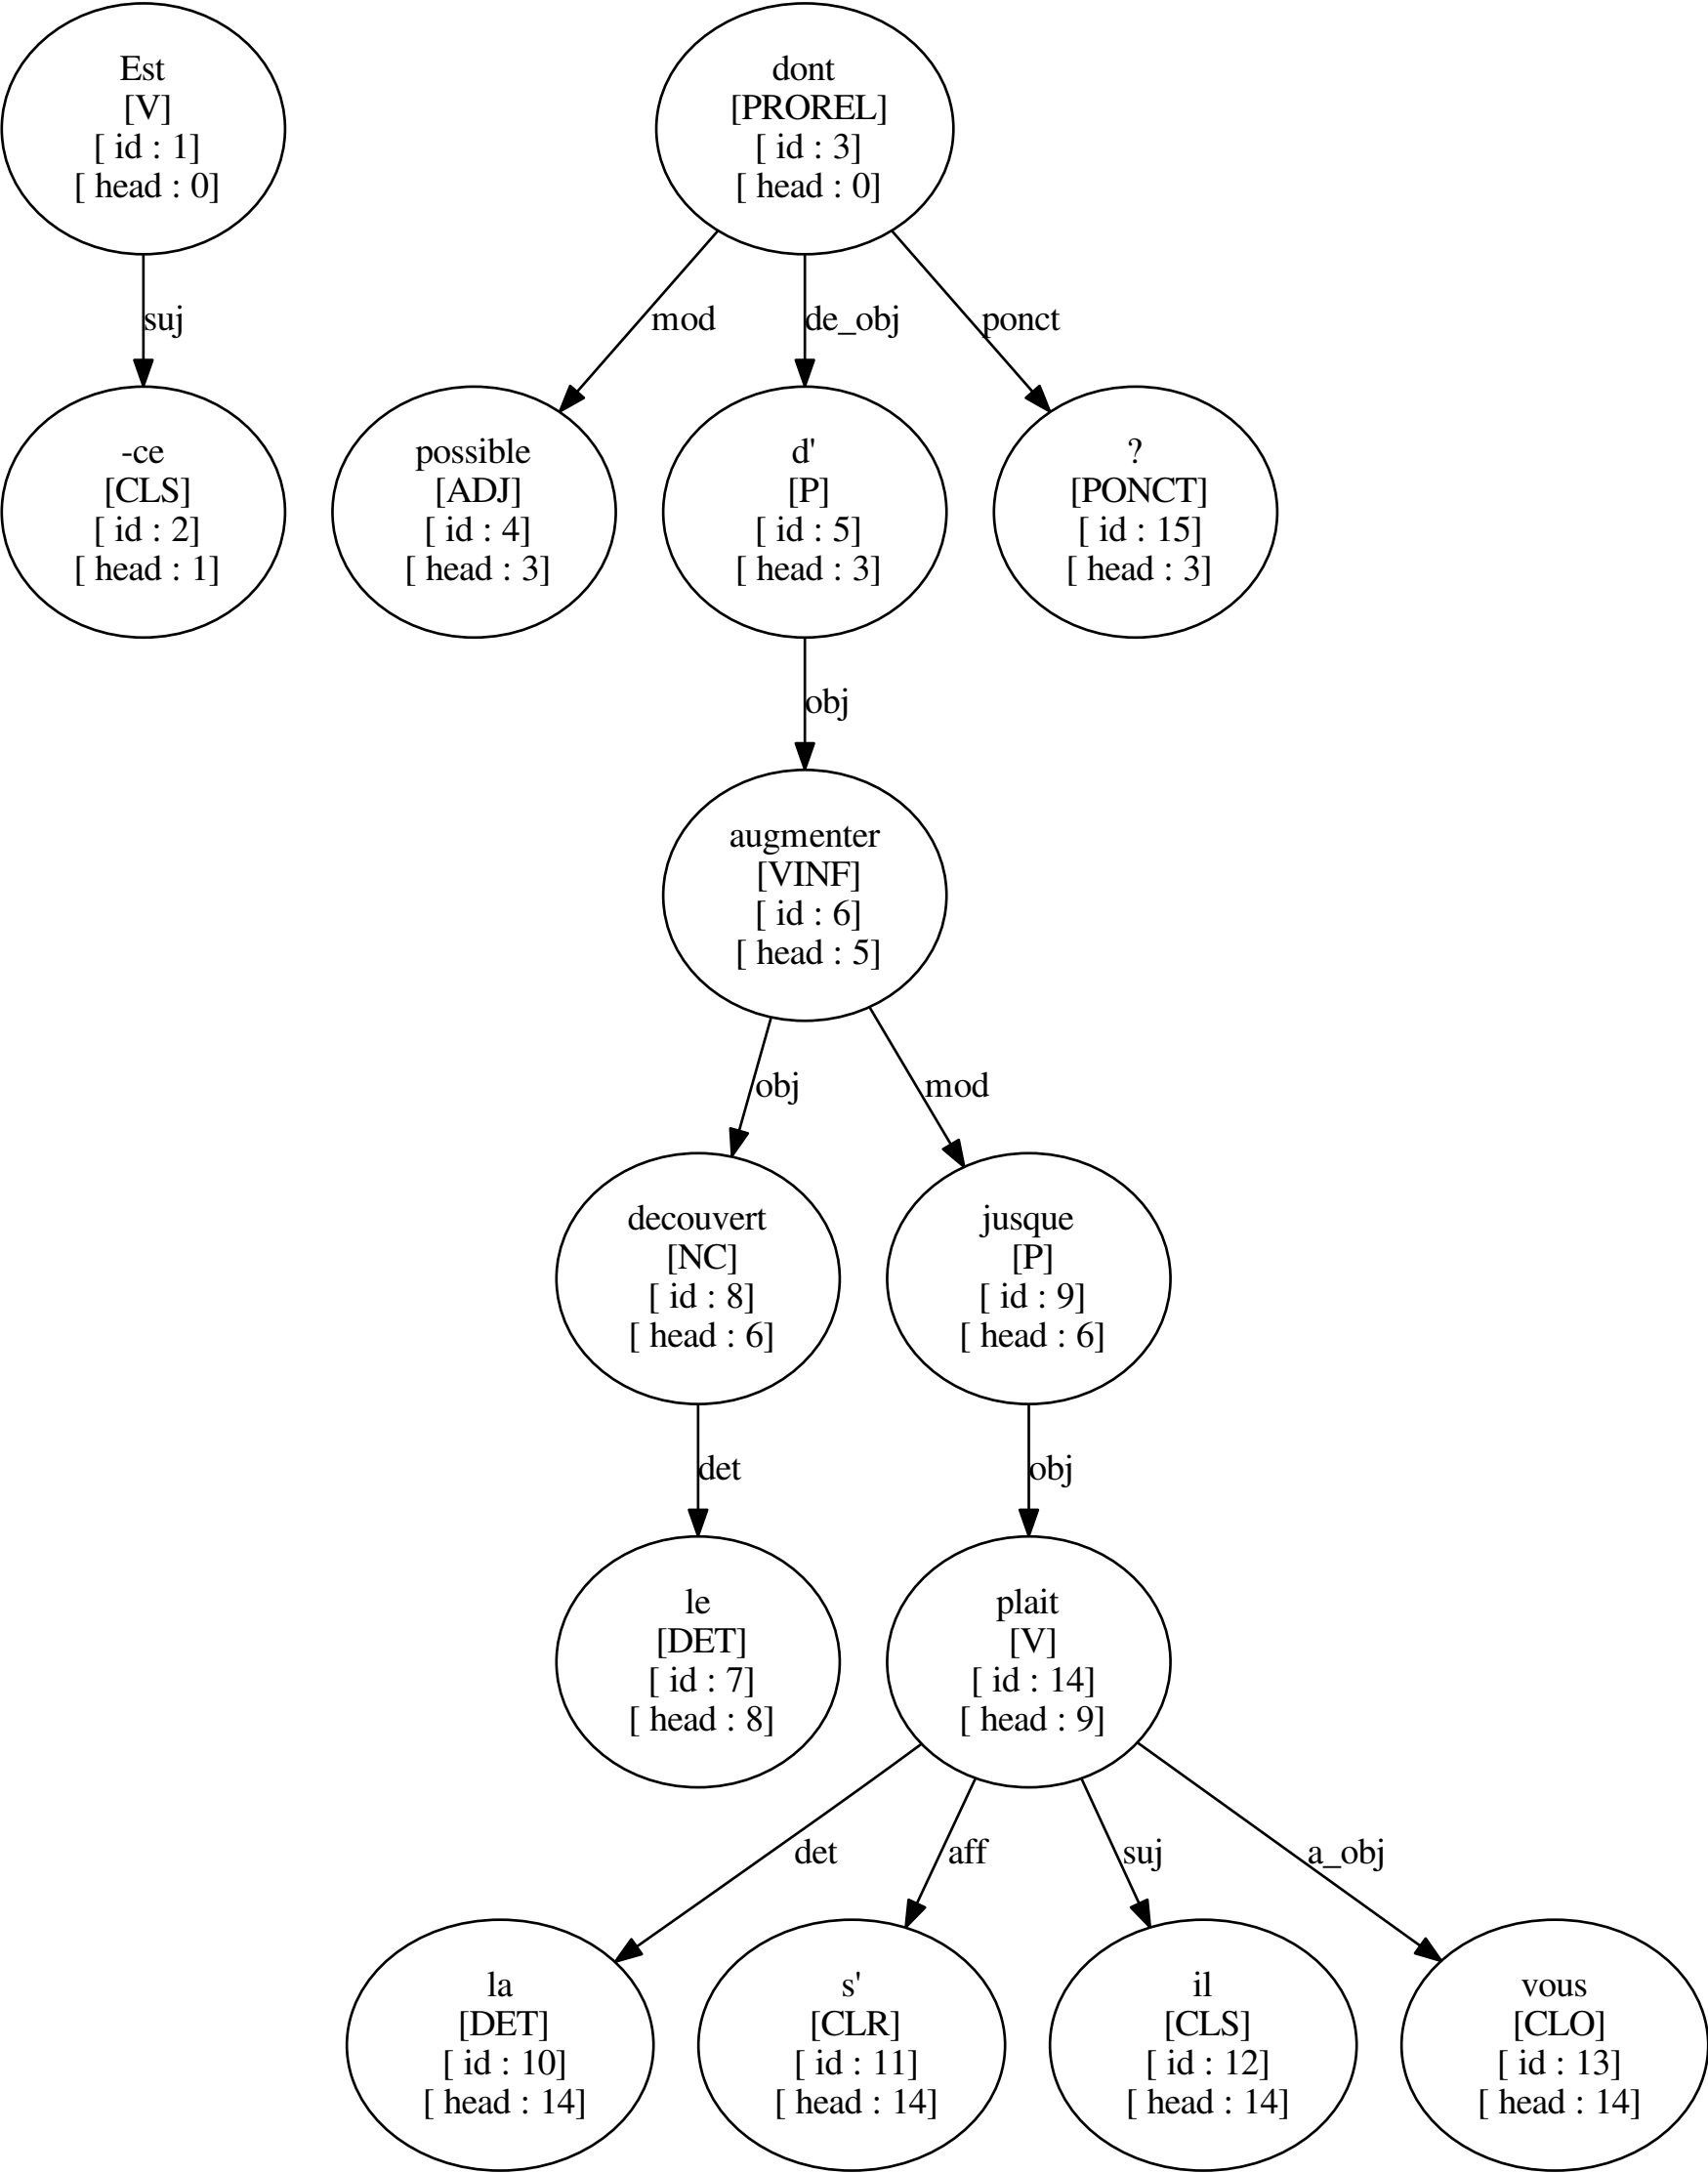 Est
[V]
[ id : 1]
[ head : 0]
dont
[PROREL]
[ id : 3]
[ head : 0]
suj
mod
de_obj
ponct
-ce
[CLS]
[ id : 2]
[ head : 1]
possible
[ADJ]
[ id : 4]
[ head : 3]
d'
[P]
[ id : 5]
[ head : 3]
?
[PONCT]
[ id : 15]
[ head : 3]
obj
augmenter
[VINF]
[ id : 6]
[ head : 5]
obj
mod
decouvert
[NC]
[ id : 8]
[ head : 6]
jusque
[P]
[ id : 9]
[ head : 6]
det
obj
le
[DET]
[ id : 7]
[ head : 8]
plait
[V]
[ id : 14]
[ head : 9]
det
aff
suj
a_obj
la
[DET]
[ id : 10]
[ head : 14]
s'
[CLR]
[ id : 11]
[ head : 14]
il
[CLS]
[ id : 12]
[ head : 14]
vous
[CLO]
[ id : 13]
[ head : 14]